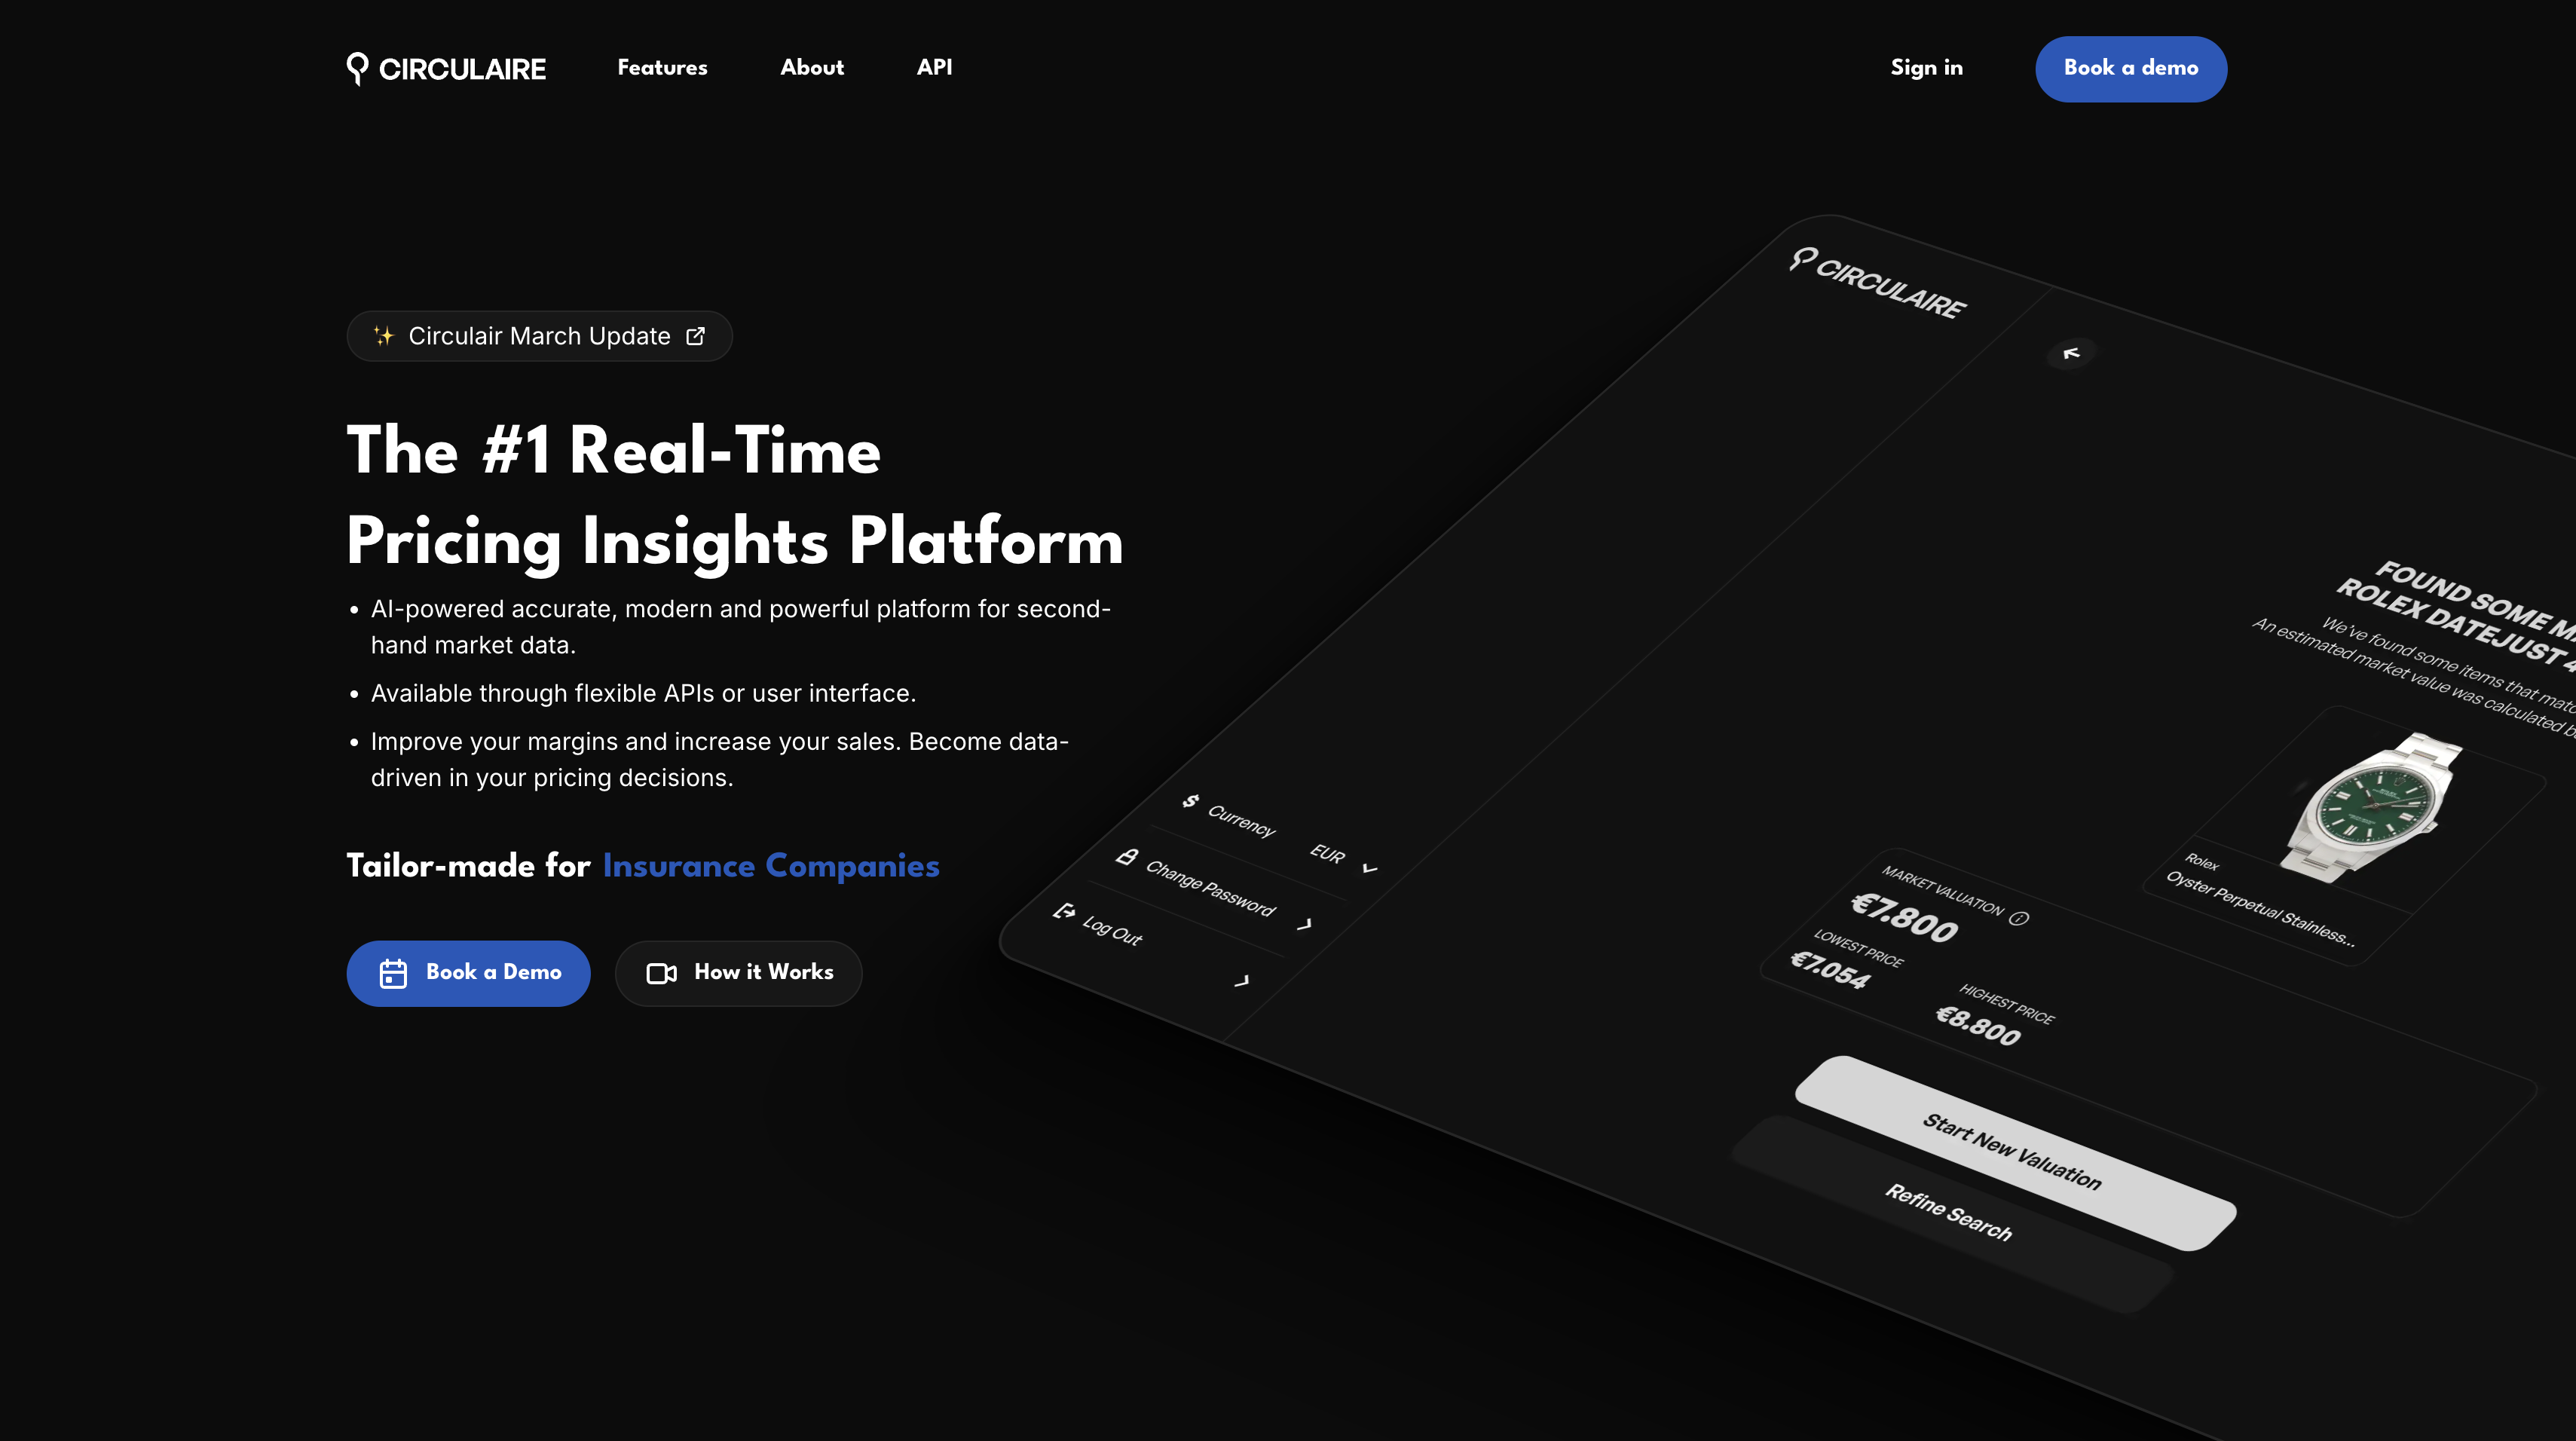 CIRCULAIRE
Features
About
API
Sign in
Book a demo
✨ Circulair March Update
The #1 Real-Time
Pricing Insights Platform
• AI-powered accurate, modern and powerful platform for second-
hand market data.
• Available through flexible APIs or user interface.
• Improve your margins and increase your sales. Become data-
driven in your pricing decisions.
Tailor-made for Insurance Companies
Book a Demo
How it Works
CIRCULAIRE
$ Currency
EUR
Change Password
Log Out
FOUND SOME
ROLEX DATEJUST
We've found some items that
An estimated market value was calculated
Rolex
Oyster Perpetual Stainless...
MARKET VALUATION
€7.800
LOWEST PRICE
€7.054
HIGHEST PRICE
€8.800
Start New Valuation
Refine Search